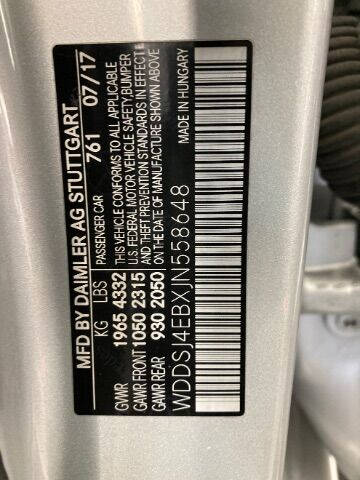 MFD BY DAIMLER AG STUTTGART
PASSENGER CAR 761 07/17
KG LBS
GVWR 1965 4332
GAWR FRONT 1050 2315
GAWR REAR 930 2050
THIS VEHICLE CONFORMS TO ALL APPLICABLE
U.S. FEDERAL MOTOR VEHICLE SAFETY, BUMPER
AND THEFT PREVENTION STANDARDS IN EFFECT
ON THE DATE OF MANUFACTURE SHOWN ABOVE
MADE IN HUNGARY
WDDSJ4EBXJN558648